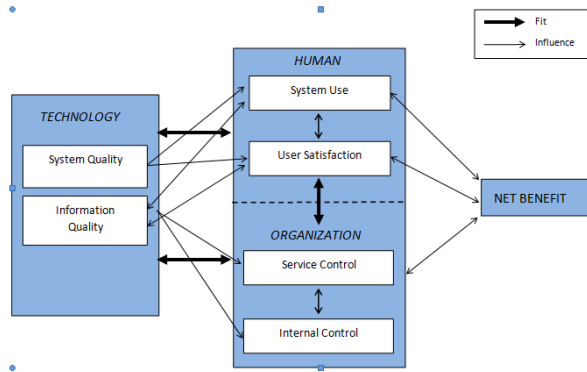 Fit
Influence
HUMAN
System Use
TECHNOLOGY
System Quality
User Satisfaction
Information
Quality
NET BENEFIT
ORGANIZATION
Service Control
Internal Control